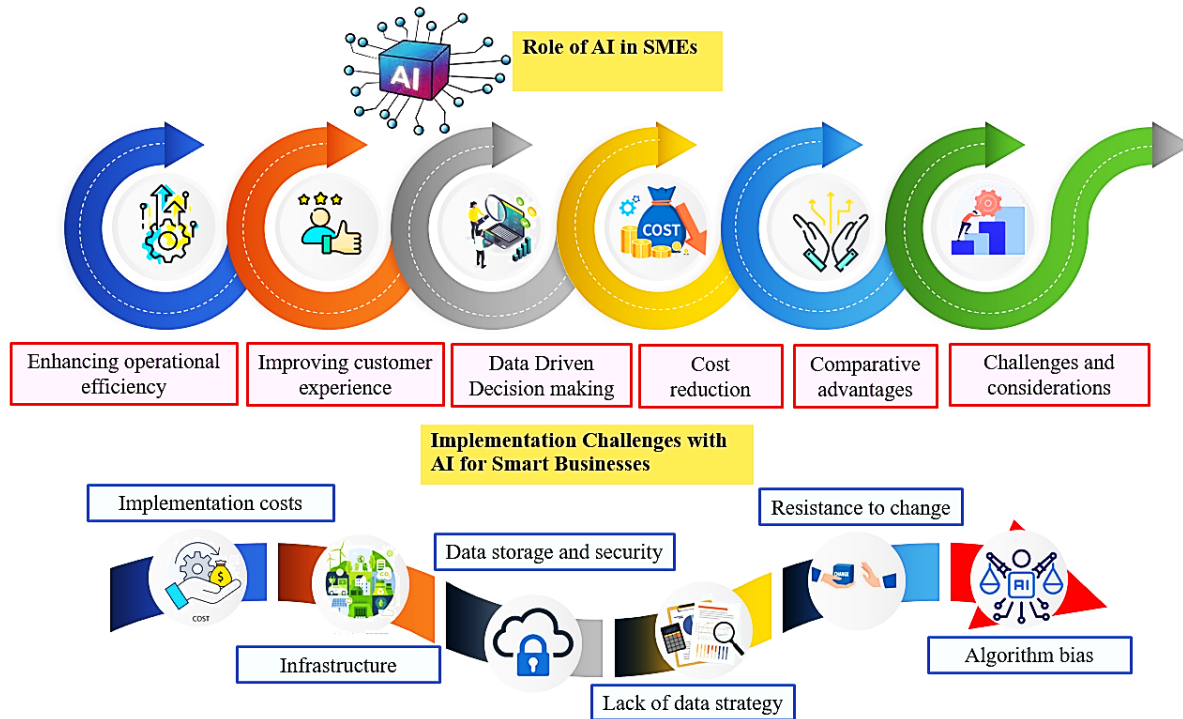 Role of AI in SMEs
AI
COST
Enhancing operational
efficiency
Improving customer
experience
Data Driven
Decision making
Cost
reduction
Comparative
advantages
Challenges and
considerations
Implementation Challenges with
AI for Smart Businesses
Implementation costs
$
COST
Infrastructure
Data storage and security
Lack of data strategy
Resistance to change
CHANGE
AI
Algorithm bias